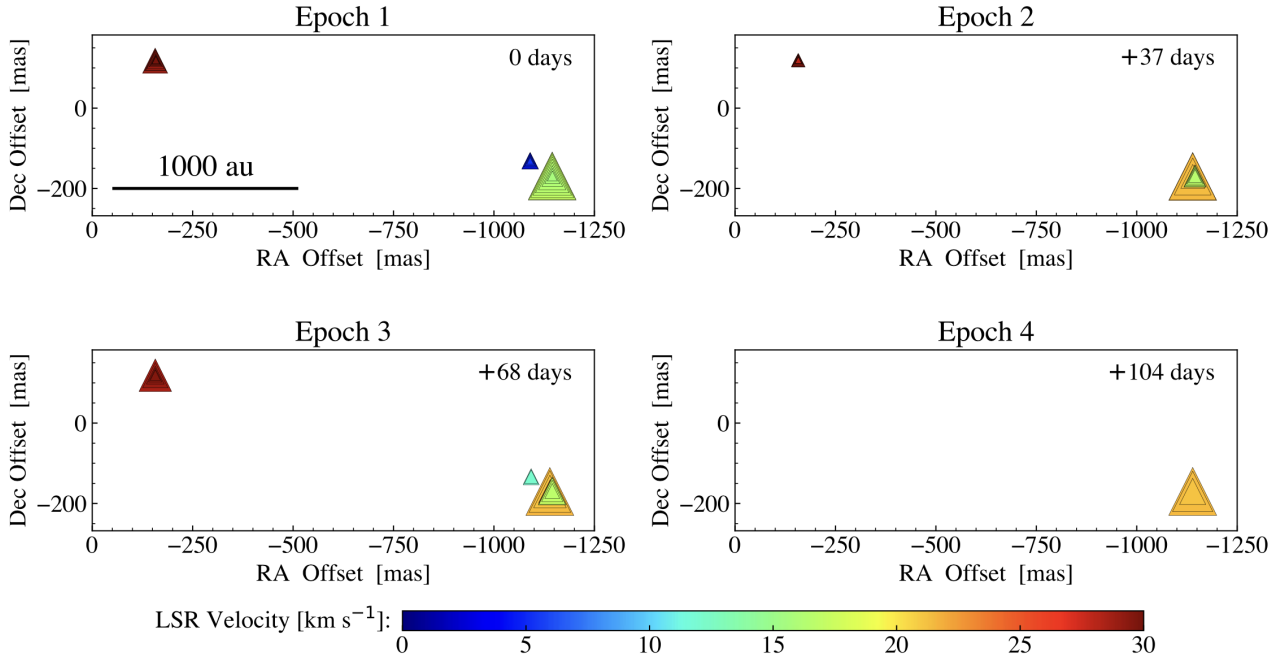 Epoch 1
Epoch 2
Dec Offset [mas]
0
−200
0 days
1000 au
0 −250 −500 −750 −1000 −1250
RA Offset [mas]
Dec Offset [mas]
0
−200
+37 days
0 −250 −500 −750 −1000 −1250
RA Offset [mas]
Epoch 3
Epoch 4
Dec Offset [mas]
0
−200
+68 days
0 −250 −500 −750 −1000 −1250
RA Offset [mas]
Dec Offset [mas]
0
−200
+104 days
0 −250 −500 −750 −1000 −1250
RA Offset [mas]
LSR Velocity [km s⁻¹]:
0 5 10 15 20 25 30